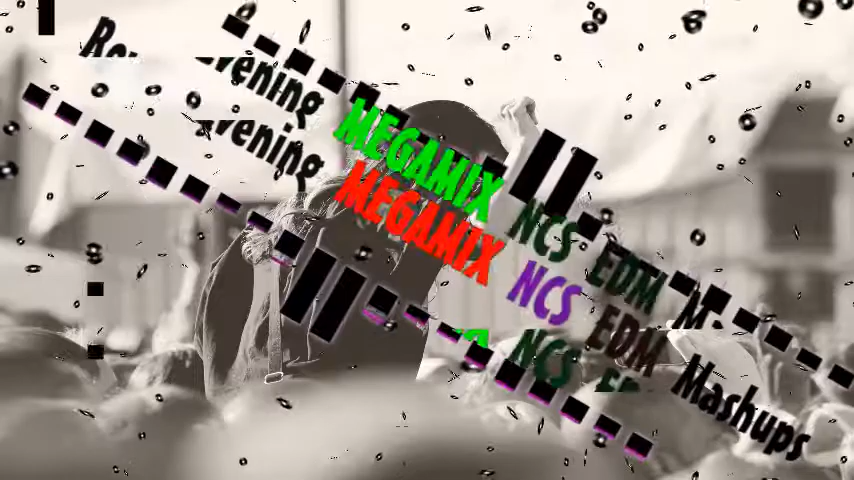 evening MEGAMIX NCS EDM
evening MEGAMIX NCS EDM Mashups
NCS